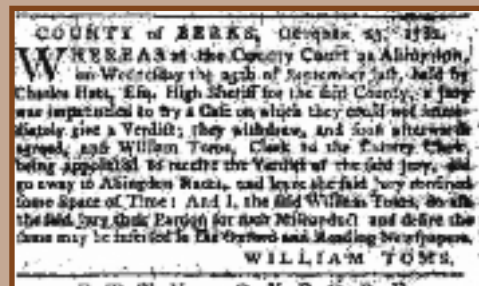 COUNTY of BERKS, October 23, 1782.
WHEREAS at the County Court at Abingdon,
on Wednesday the 25th of September last, held by
Charles Hatt, Esq. High Sheriff for the said County, a Jury
was impannelled to try a Cause on which they could not imme-
diately give a Verdict; they withdrew, and soon afterwards
agreed, and William Toms, Clerk to the County Clerk,
being appointed to receive the Verdict of the said Jury, did
go away to Abingdon Races, and leave the said Jury confined
some Space of Time: And I, the said William Toms, do ask
the said Jury their Pardon for such Misconduct and desire the
same may be inserted in the Oxford and Reading Newspapers.
WILLIAM TOMS.